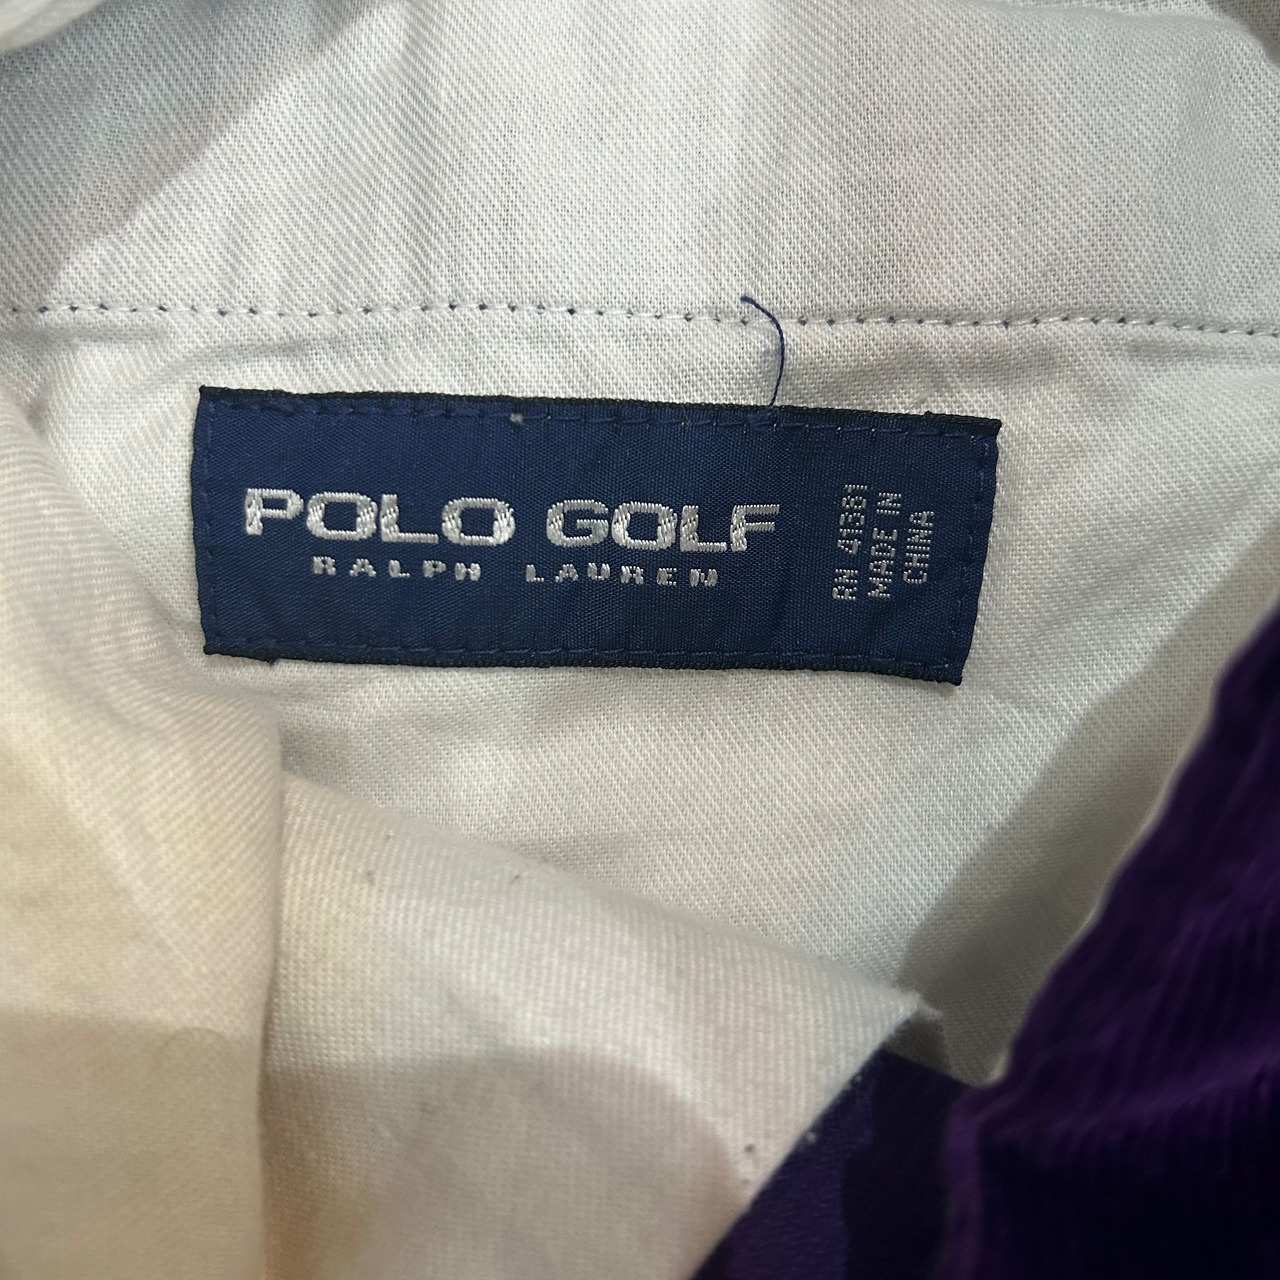 POLO GOLF
RALPH LAUREN
RN 41381
MADE IN
CHINA